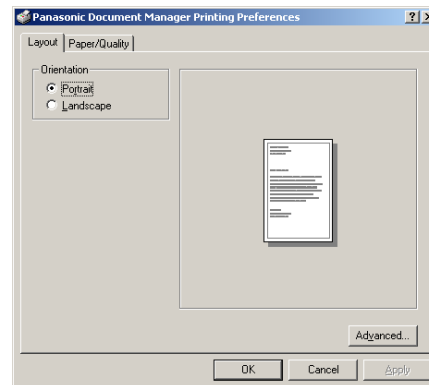 Panasonic Document Manager Printing Preferences
Layout
Paper/Quality
Orientation
Portrait
Landscape
Advanced...
OK
Cancel
Apply